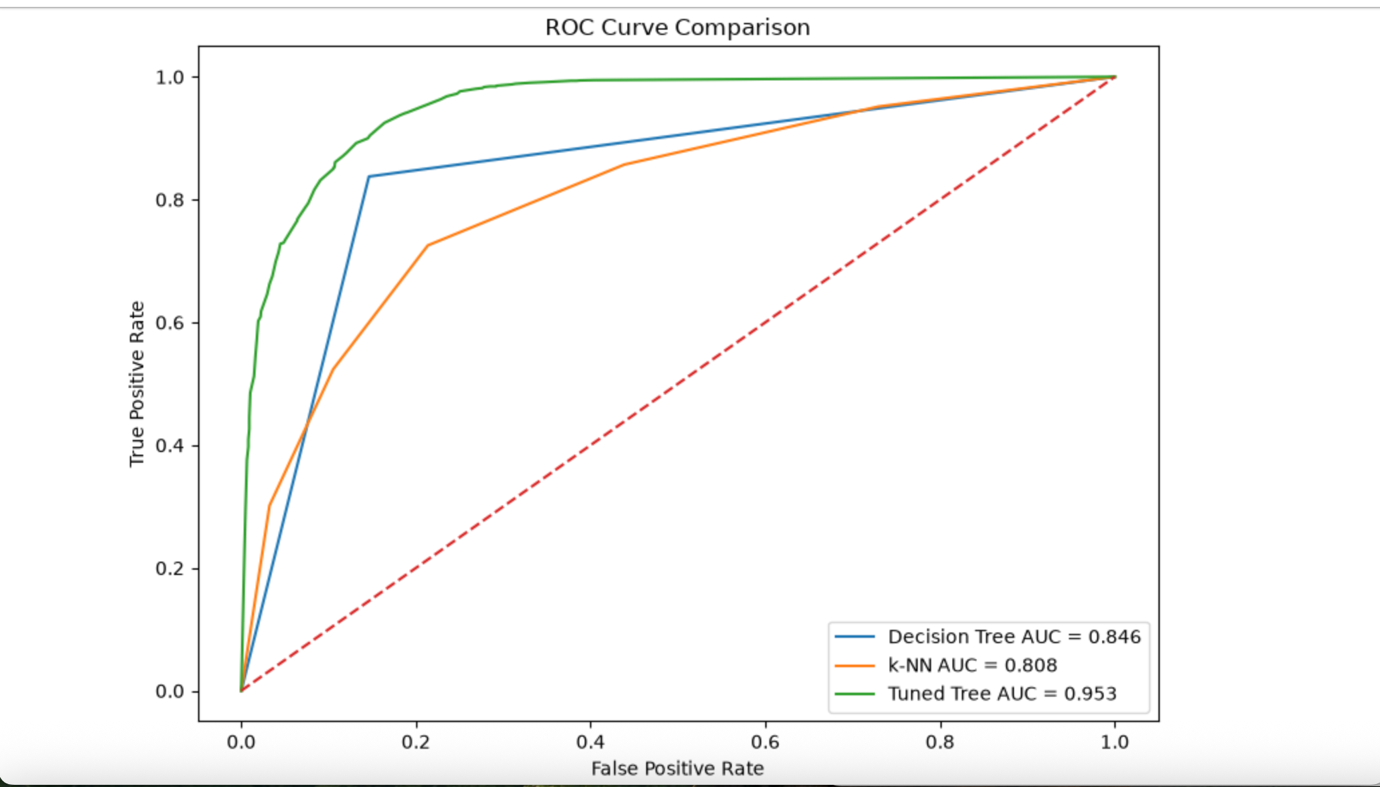 ROC Curve Comparison
True Positive Rate
1.0
0.8
0.6
0.4
0.2
0.0
Decision Tree AUC = 0.846
k-NN AUC = 0.808
Tuned Tree AUC = 0.953
0.0 0.2 0.4 0.6 0.8 1.0
False Positive Rate